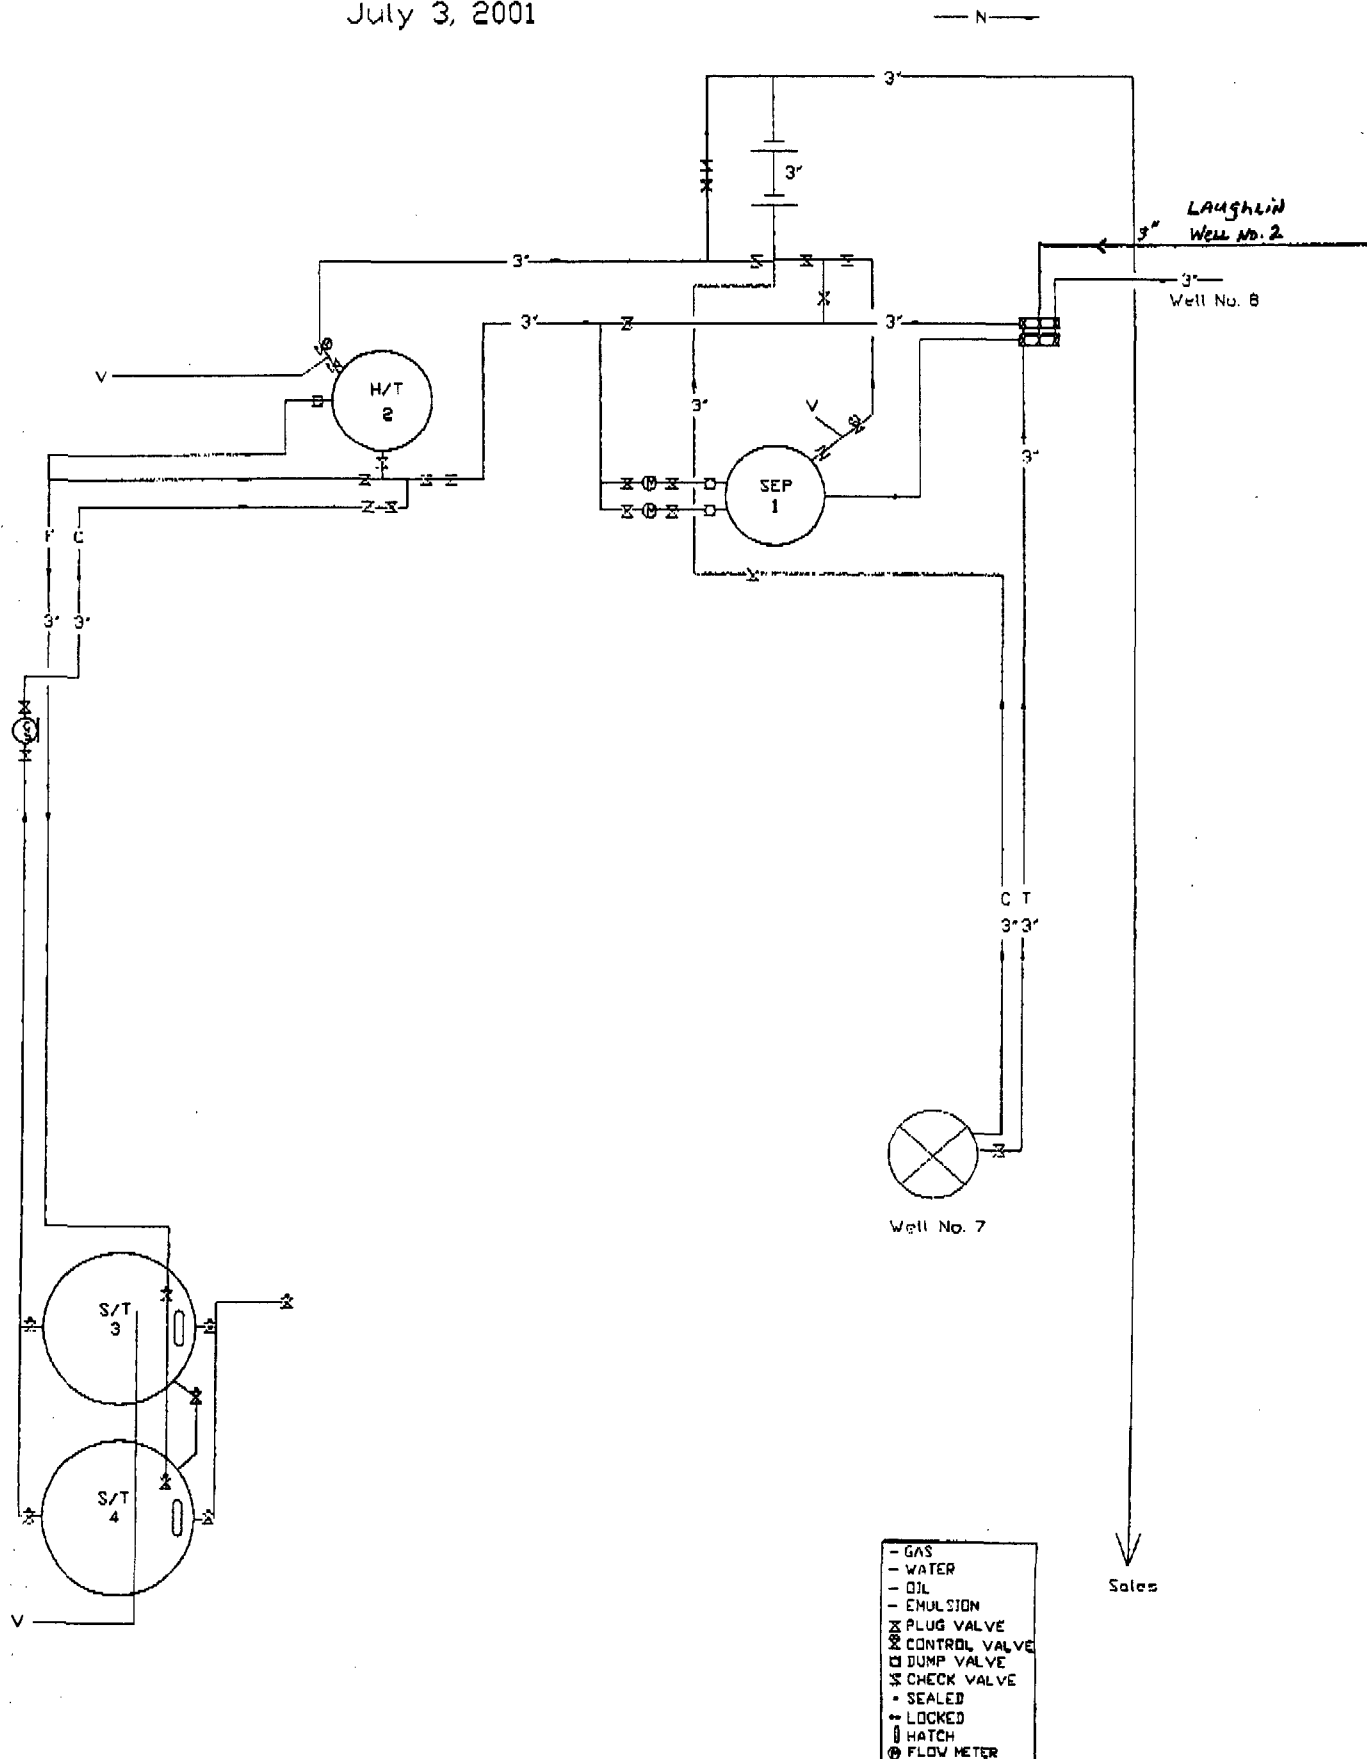 July 3, 2001
N
3"
3"
LAUghLiN
3" WELL NO. 2
3"
3"
Well No. 8
3"
3"
V
H/T
2
V
3"
3"
SEP
1
M
M
F C
3" 3"
C T
3" 3"
Well No. 7
S/T
3
S/T
4
V
Sales
- GAS
- WATER
- OIL
- EMULSION
PLUG VALVE
CONTROL VALVE
DUMP VALVE
CHECK VALVE
SEALED
LOCKED
HATCH
FLOW METER